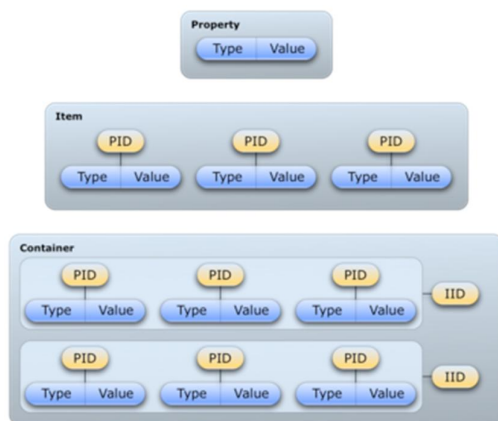 Property
Type Value
Item
PID PID PID
Type Value Type Value Type Value
Container
PID PID PID
IID
Type Value Type Value Type Value
PID PID PID
IID
Type Value Type Value Type Value